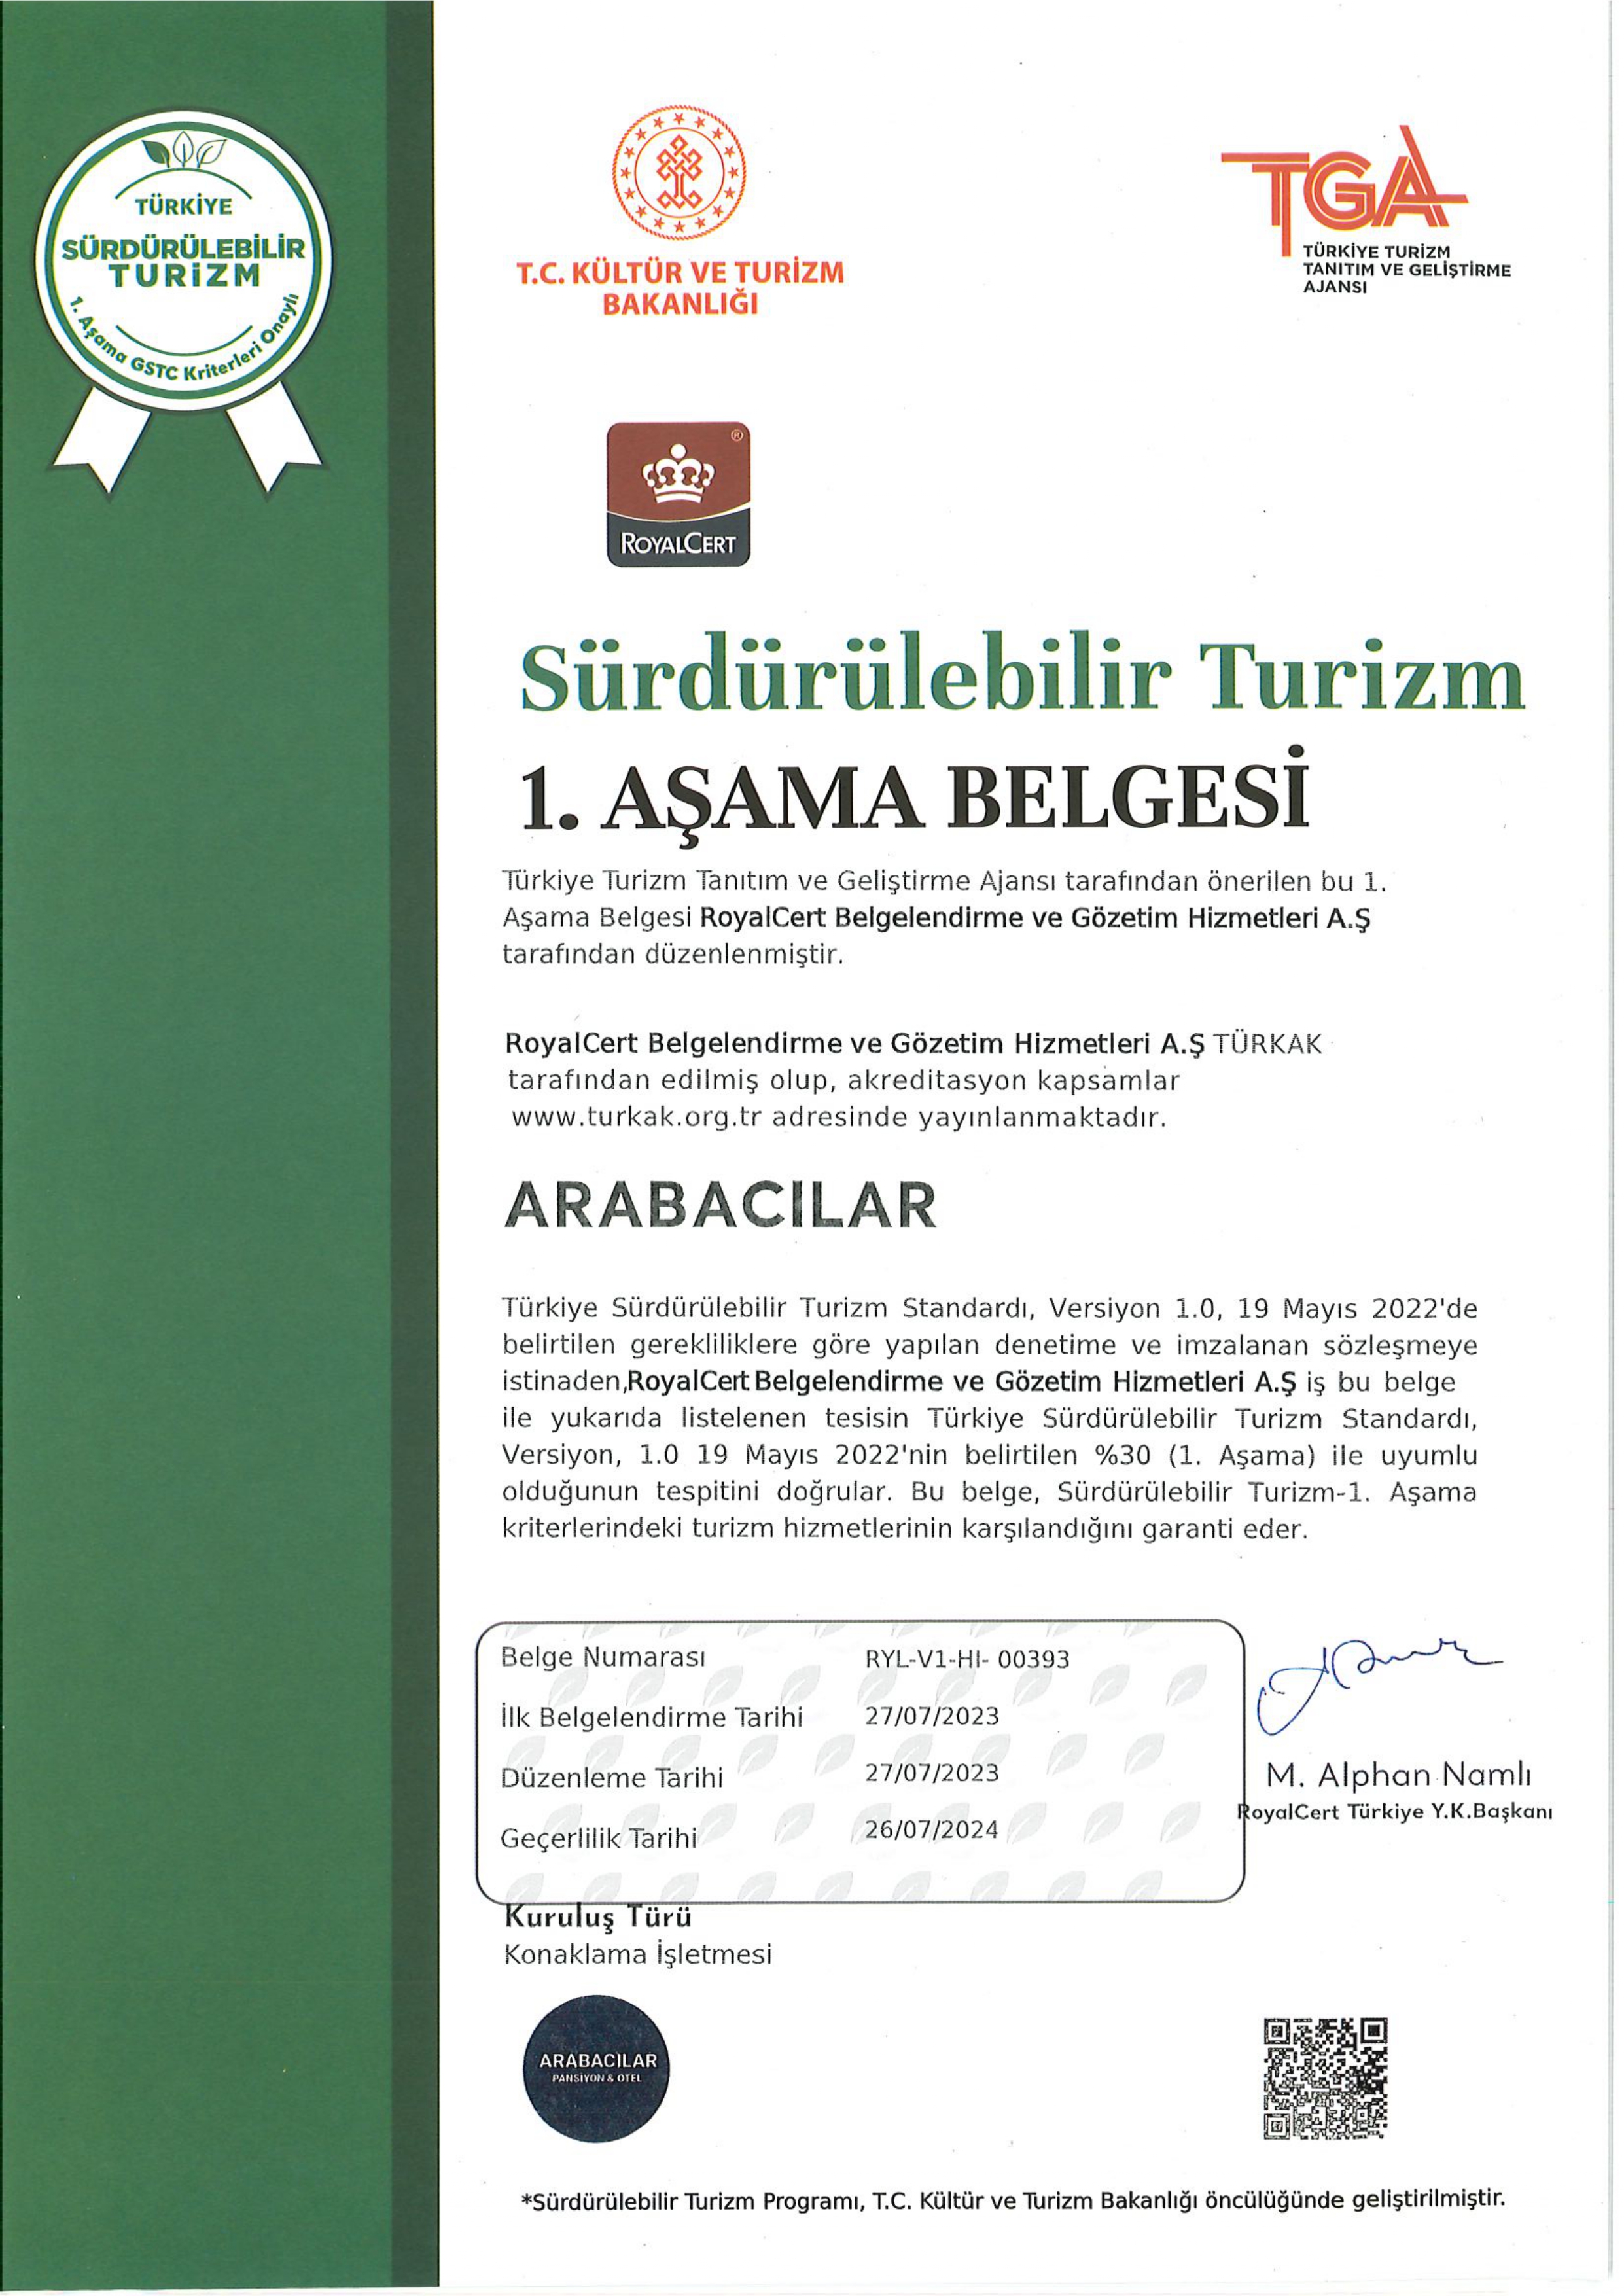 TÜRKİYE
SÜRDÜRÜLEBİLİR
TURİZM
1. Aşama GSTC Kriterleri Onaylı
T.C. KÜLTÜR VE TURİZM
BAKANLIĞI
TGA
TÜRKİYE TURİZM
TANITIM VE GELİŞTİRME
AJANSI
®
ROYALCERT
Sürdürülebilir Turizm
1. AŞAMA BELGESİ
Türkiye Turizm Tanıtım ve Geliştirme Ajansı tarafından önerilen bu 1.
Aşama Belgesi RoyalCert Belgelendirme ve Gözetim Hizmetleri A.Ş
tarafından düzenlenmiştir.
RoyalCert Belgelendirme ve Gözetim Hizmetleri A.Ş TÜRKAK
tarafından edilmiş olup, akreditasyon kapsamlar
www.turkak.org.tr adresinde yayınlanmaktadır.
ARABACILAR
Türkiye Sürdürülebilir Turizm Standardı, Versiyon 1.0, 19 Mayıs 2022'de
belirtilen gerekliliklere göre yapılan denetime ve imzalanan sözleşmeye
istinaden,RoyalCert Belgelendirme ve Gözetim Hizmetleri A.Ş iş bu belge
ile yukarıda listelenen tesisin Türkiye Sürdürülebilir Turizm Standardı,
Versiyon, 1.0 19 Mayıs 2022'nin belirtilen %30 (1. Aşama) ile uyumlu
olduğunun tespitini doğrular. Bu belge, Sürdürülebilir Turizm-1. Aşama
kriterlerindeki turizm hizmetlerinin karşılandığını garanti eder.
Belge Numarası RYL-V1-HI- 00393
İlk Belgelendirme Tarihi 27/07/2023
Düzenleme Tarihi 27/07/2023
Geçerlilik Tarihi 26/07/2024
M. Alphan Namlı
RoyalCert Türkiye Y.K.Başkanı
Kuruluş Türü
Konaklama İşletmesi
ARABACILAR
PANSİYON & OTEL
*Sürdürülebilir Turizm Programı, T.C. Kültür ve Turizm Bakanlığı öncülüğünde geliştirilmiştir.